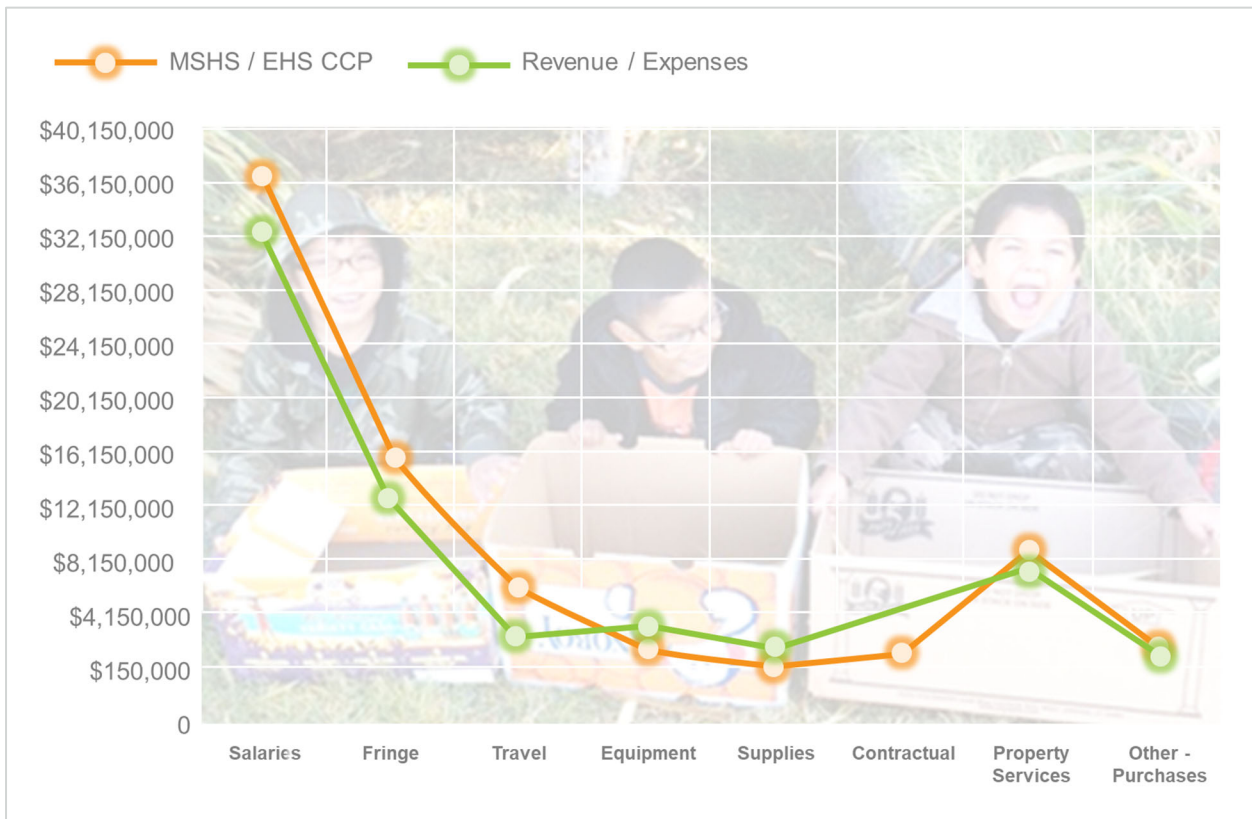 MSHS / EHS CCP
Revenue / Expenses
$40,150,000
$36,150,000
$32,150,000
$28,150,000
$24,150,000
$20,150,000
$16,150,000
$12,150,000
$8,150,000
$4,150,000
$150,000
0
Salaries
Fringe
Travel
Equipment
Supplies
Contractual
Property
Services
Other -
Purchases